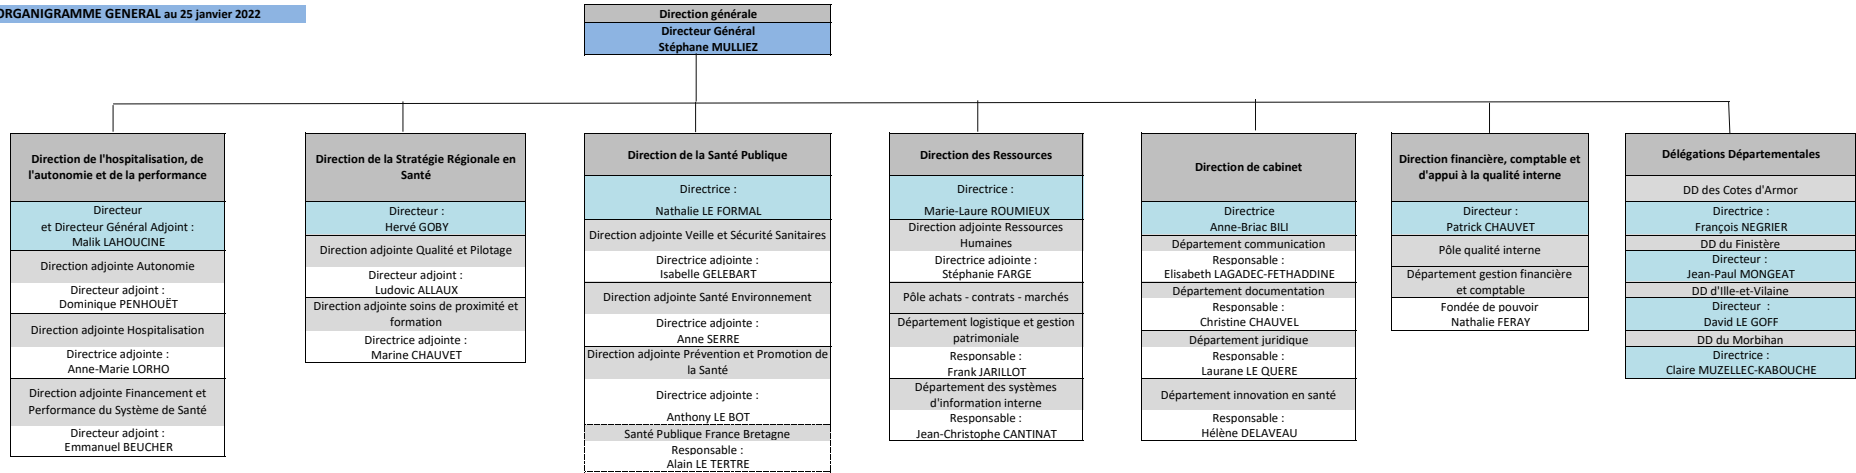 ORGANIGRAMME GENERAL au 25 janvier 2022
Direction générale
Directeur Général
Stéphane MULLIEZ
Direction de l'hospitalisation, de
l'autonomie et de la performance
Directeur
et Directeur Général Adjoint :
Malik LAHOUCINE
Direction adjointe Autonomie
Directeur adjoint :
Dominique PENHOUËT
Direction adjointe Hospitalisation
Directrice adjointe :
Anne-Marie LORHO
Direction adjointe Financement et
Performance du Système de Santé
Directeur adjoint :
Emmanuel BEUCHER
Direction de la Stratégie Régionale en
Santé
Directeur :
Hervé GOBY
Direction adjointe Qualité et Pilotage
Directeur adjoint :
Ludovic ALLAUX
Direction adjointe soins de proximité et
formation
Directrice adjointe :
Marine CHAUVET
Direction de la Santé Publique
Directrice :
Nathalie LE FORMAL
Direction adjointe Veille et Sécurité Sanitaires
Directrice adjointe :
Isabelle GELEBART
Direction adjointe Santé Environnement
Directrice adjointe :
Anne SERRE
Direction adjointe Prévention et Promotion de
la Santé
Directrice adjointe :
Anthony LE BOT
Santé Publique France Bretagne
Responsable :
Alain LE TERTRE
Direction des Ressources
Directrice :
Marie-Laure ROUMIEUX
Direction adjointe Ressources
Humaines
Directrice adjointe :
Stéphanie FARGE
Pôle achats - contrats - marchés
Département logistique et gestion
patrimoniale
Responsable :
Frank JARILLOT
Département des systèmes
d'information interne
Responsable :
Jean-Christophe CANTINAT
Direction de cabinet
Directrice
Anne-Briac BILI
Département communication
Responsable :
Elisabeth LAGADEC-FETHADDINE
Département documentation
Responsable :
Christine CHAUVEL
Département juridique
Responsable :
Laurane LE QUERE
Département innovation en santé
Responsable :
Hélène DELAVEAU
Direction financière, comptable et
d'appui à la qualité interne
Directeur :
Patrick CHAUVET
Pôle qualité interne
Département gestion financière
et comptable
Fondée de pouvoir
Nathalie FERAY
Délégations Départementales
DD des Cotes d'Armor
Directrice :
François NEGRIER
DD du Finistère
Directeur :
Jean-Paul MONGEAT
DD d'Ille-et-Vilaine
Directeur :
David LE GOFF
DD du Morbihan
Directrice :
Claire MUZELLEC-KABOUCHE